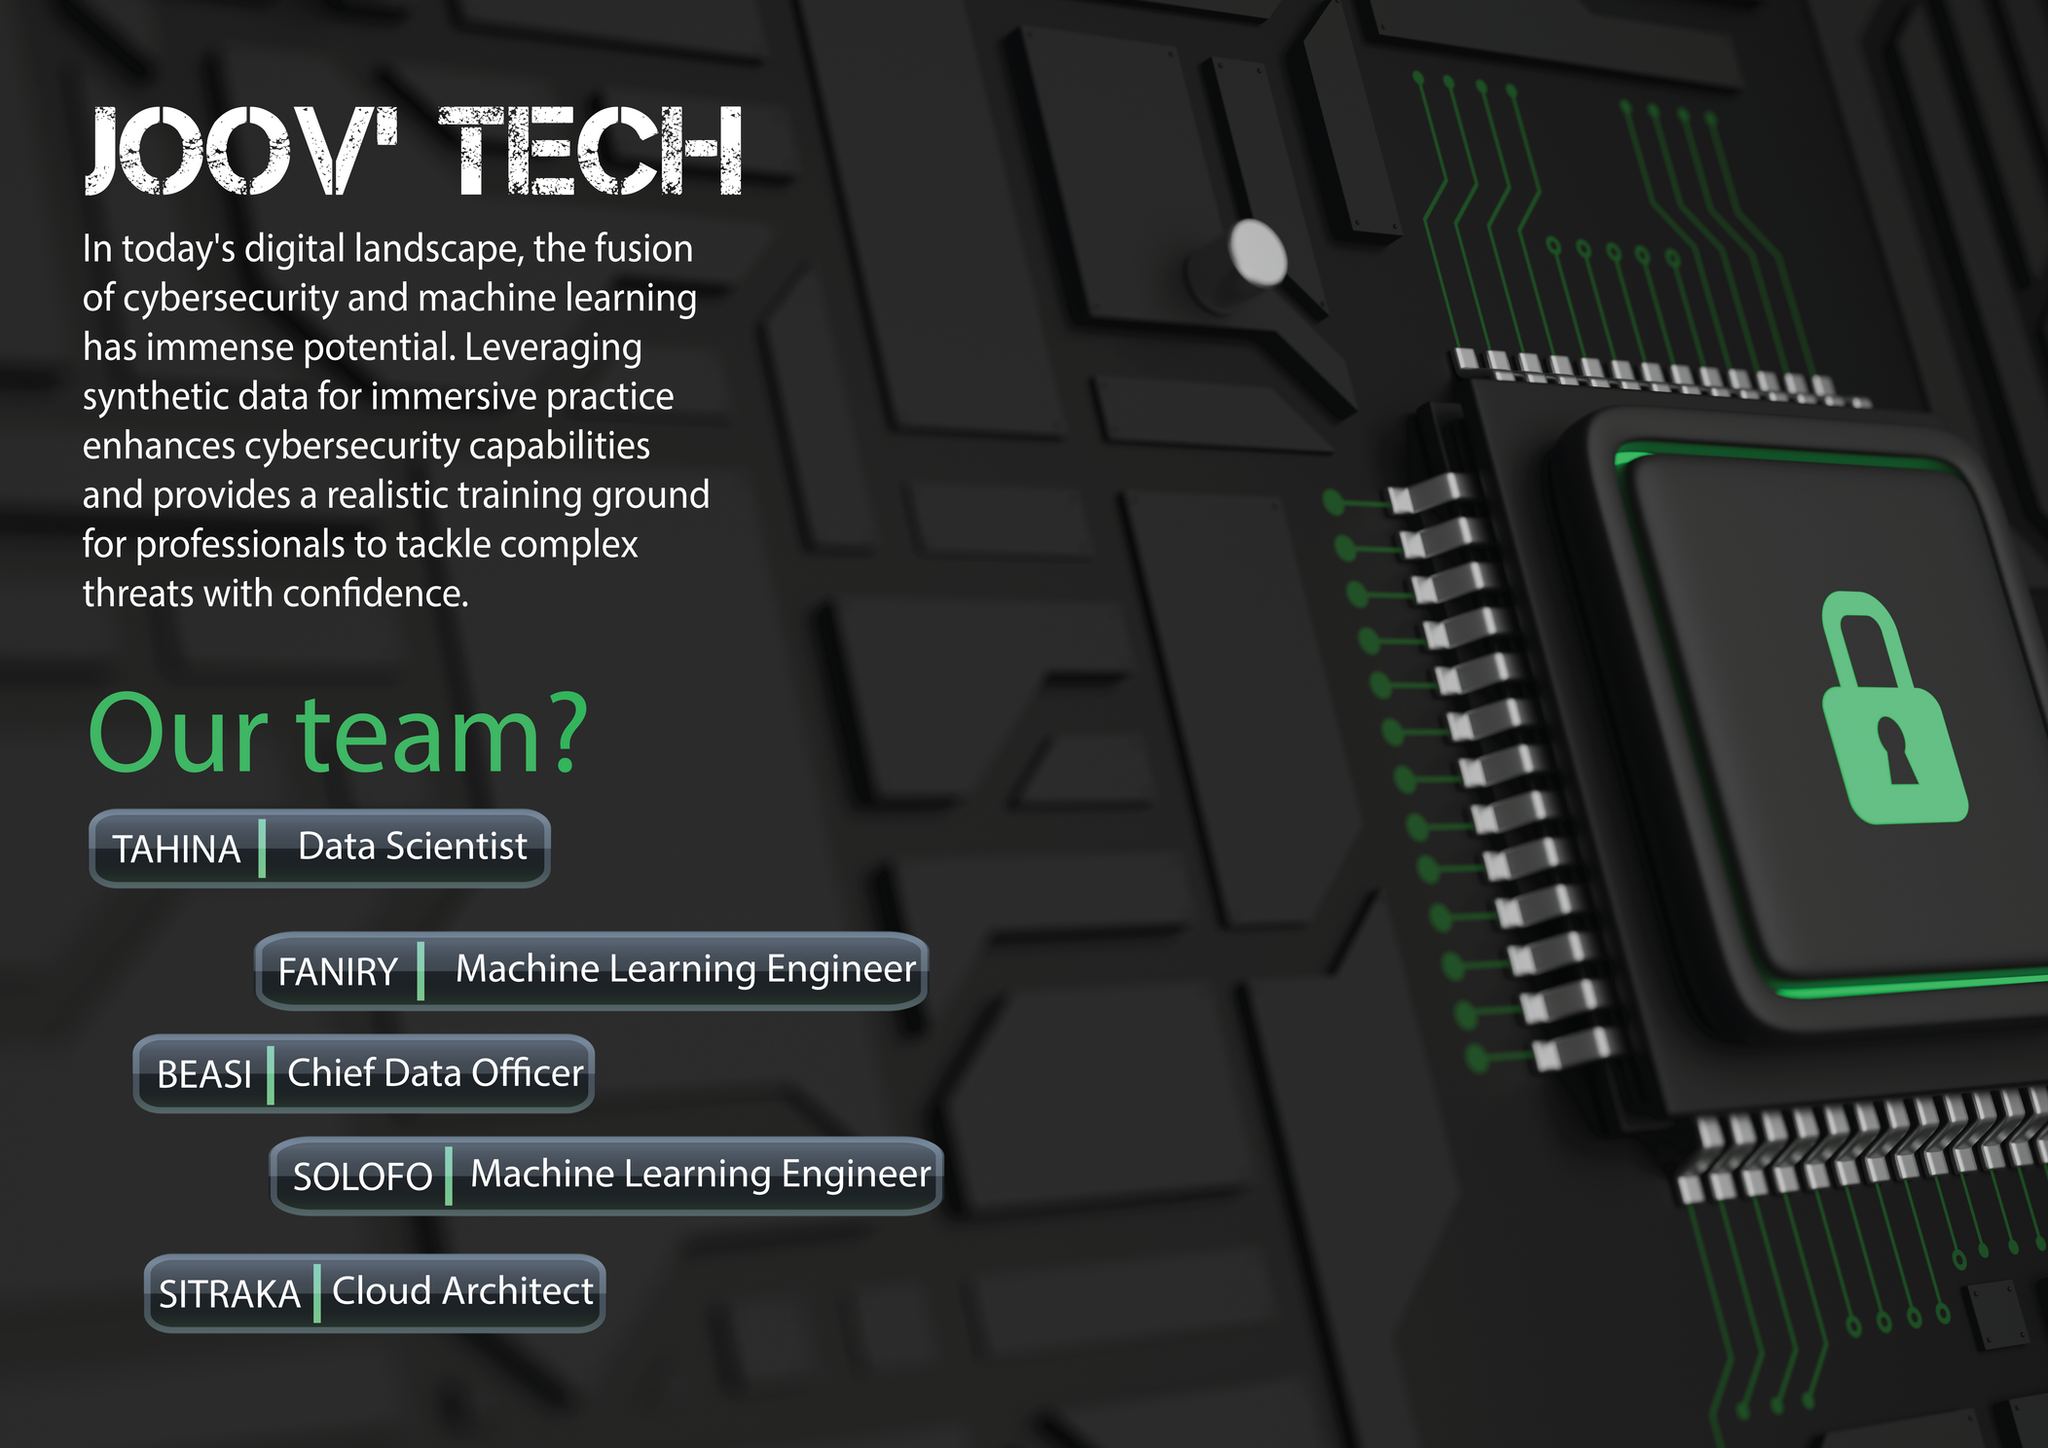 JOOV' TECH
In today's digital landscape, the fusion
of cybersecurity and machine learning
has immense potential. Leveraging
synthetic data for immersive practice
enhances cybersecurity capabilities
and provides a realistic training ground
for professionals to tackle complex
threats with confidence.
Our team?
TAHINA | Data Scientist
FANIRY | Machine Learning Engineer
BEASI | Chief Data Officer
SOLOFO | Machine Learning Engineer
SITRAKA | Cloud Architect